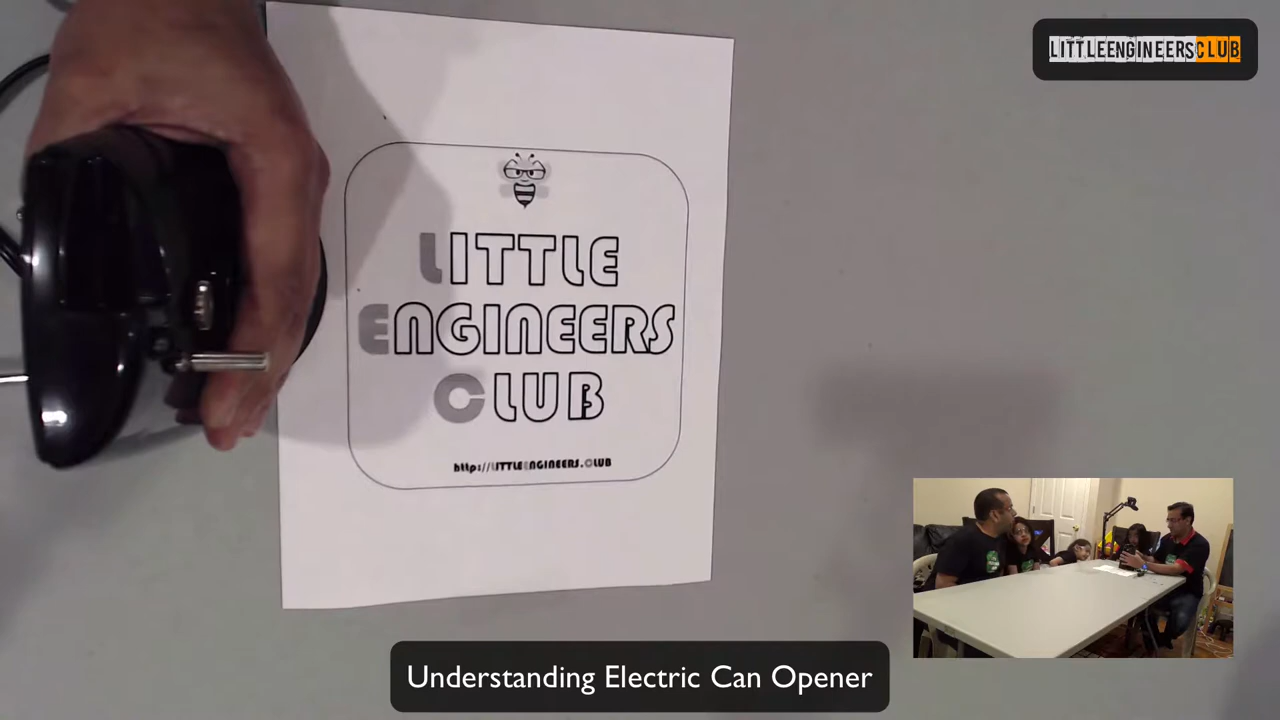 LITTLEENGINEERSCLUB
LITTLE
ENGINEERS
CLUB
http://LITTLEENGINEERS.CLUB
Understanding Electric Can Opener